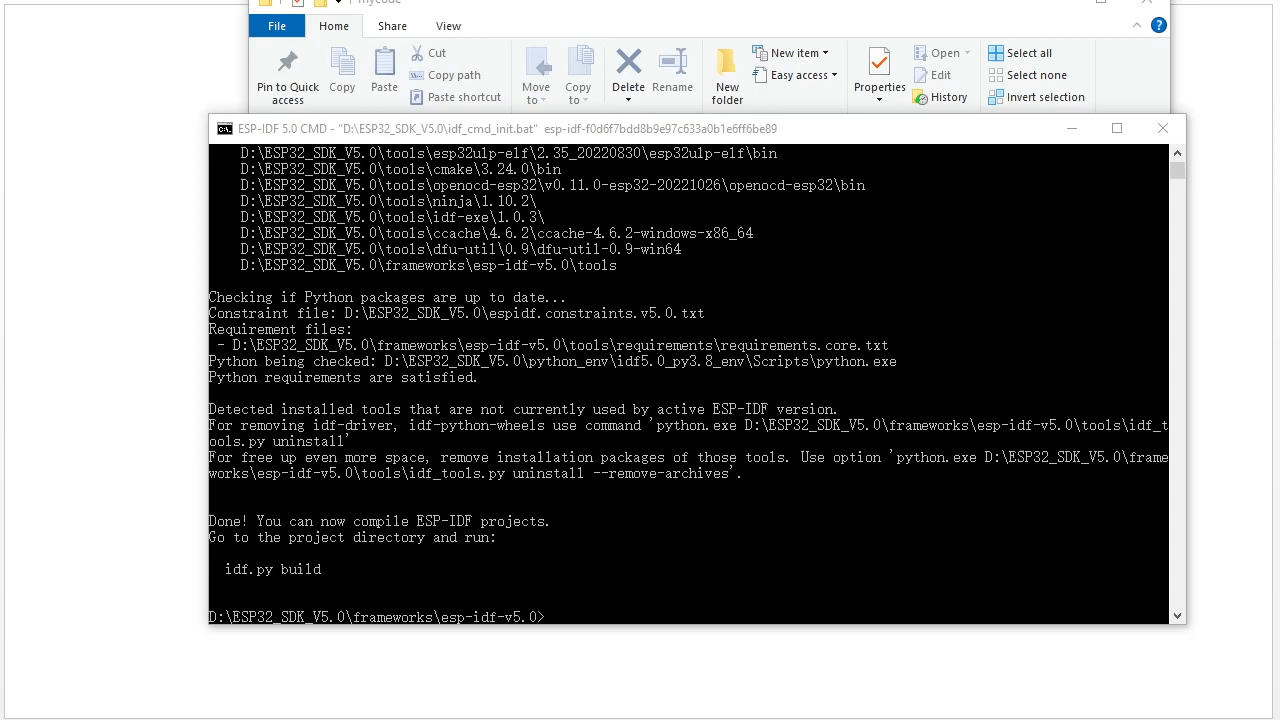 mycode
File Home Share View
Pin to Quick access
Copy
Paste
Cut
Copy path
Paste shortcut
Move to
Copy to
Delete
Rename
New folder
New item
Easy access
Properties
Open
Edit
History
Select all
Select none
Invert selection
ESP-IDF 5.0 CMD - "D:\ESP32_SDK_V5.0\idf_cmd_init.bat" esp-idf-f0d6f7bdd8b9e97c633a0b1e6ff6be89
D:\ESP32_SDK_V5.0\tools\esp32ulp-elf\2.35_20220830\esp32ulp-elf\bin
D:\ESP32_SDK_V5.0\tools\cmake\3.24.0\bin
D:\ESP32_SDK_V5.0\tools\openocd-esp32\v0.11.0-esp32-20221026\openocd-esp32\bin
D:\ESP32_SDK_V5.0\tools\ninja\1.10.2\
D:\ESP32_SDK_V5.0\tools\idf-exe\1.0.3\
D:\ESP32_SDK_V5.0\tools\ccache\4.6.2\ccache-4.6.2-windows-x86_64
D:\ESP32_SDK_V5.0\tools\dfu-util\0.9\dfu-util-0.9-win64
D:\ESP32_SDK_V5.0\frameworks\esp-idf-v5.0\tools
Checking if Python packages are up to date...
Constraint file: D:\ESP32_SDK_V5.0\espidf.constraints.v5.0.txt
Requirement files:
- D:\ESP32_SDK_V5.0\frameworks\esp-idf-v5.0\tools\requirements\requirements.core.txt
Python being checked: D:\ESP32_SDK_V5.0\python_env\idf5.0_py3.8_env\Scripts\python.exe
Python requirements are satisfied.
Detected installed tools that are not currently used by active ESP-IDF version.
For removing idf-driver, idf-python-wheels use command 'python.exe D:\ESP32_SDK_V5.0\frameworks\esp-idf-v5.0\tools\idf_t
ools.py uninstall'
For free up even more space, remove installation packages of those tools. Use option 'python.exe D:\ESP32_SDK_V5.0\frame
works\esp-idf-v5.0\tools\idf_tools.py uninstall --remove-archives'.
Done! You can now compile ESP-IDF projects.
Go to the project directory and run:
idf.py build
D:\ESP32_SDK_V5.0\frameworks\esp-idf-v5.0>